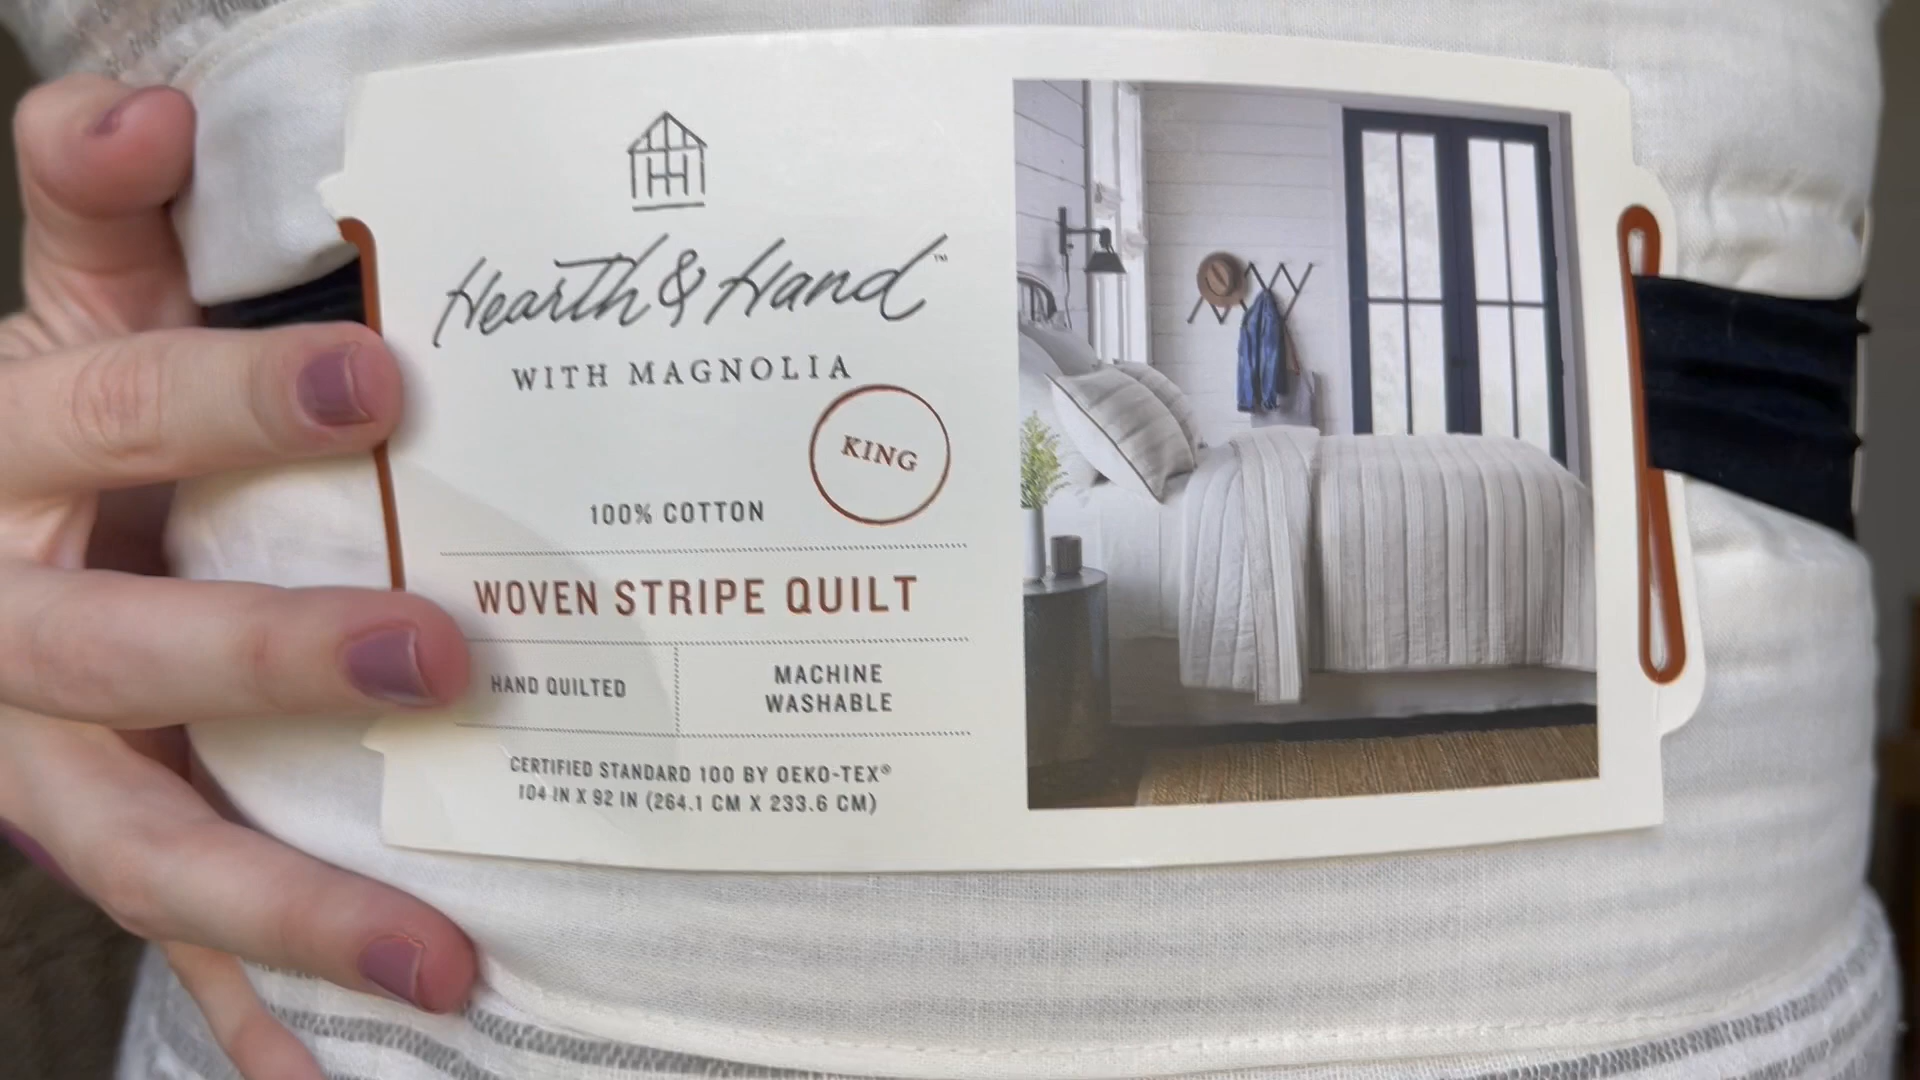 Hearth & Hand™
WITH MAGNOLIA
KING
100% COTTON
WOVEN STRIPE QUILT
HAND QUILTED
MACHINE
WASHABLE
CERTIFIED STANDARD 100 BY OEKO-TEX®
104 IN X 92 IN (264.1 CM X 233.6 CM)